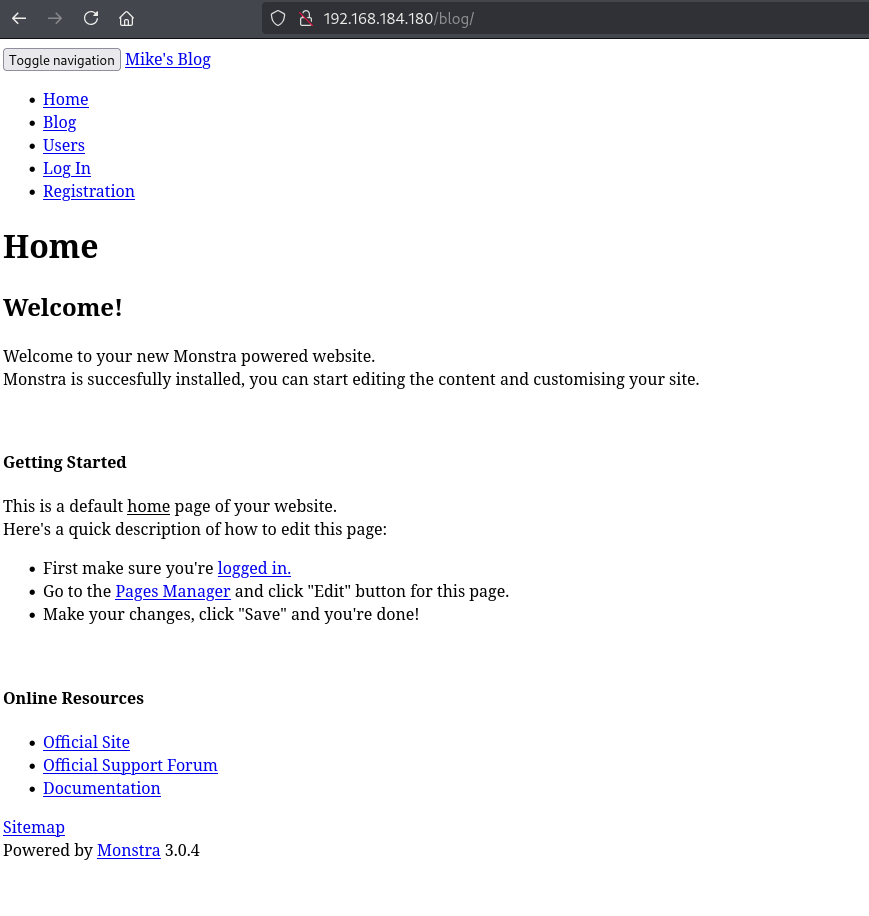 192.168.184.180/blog/
Toggle navigation Mike's Blog
Home
Blog
Users
Log In
Registration
Home
Welcome!
Welcome to your new Monstra powered website.
Monstra is succesfully installed, you can start editing the content and customising your site.
Getting Started
This is a default home page of your website.
Here's a quick description of how to edit this page:
First make sure you're logged in.
Go to the Pages Manager and click "Edit" button for this page.
Make your changes, click "Save" and you're done!
Online Resources
Official Site
Official Support Forum
Documentation
Sitemap
Powered by Monstra 3.0.4